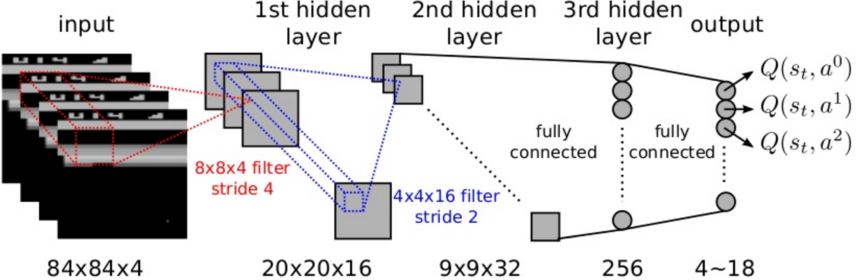 input
1st hidden
layer
2nd hidden
layer
3rd hidden
layer
output
8x8x4 filter
stride 4
4x4x16 filter
stride 2
fully
connected
fully
connected
Q(s_t, a^0)
Q(s_t, a^1)
Q(s_t, a^2)
84x84x4
20x20x16
9x9x32
256
4~18